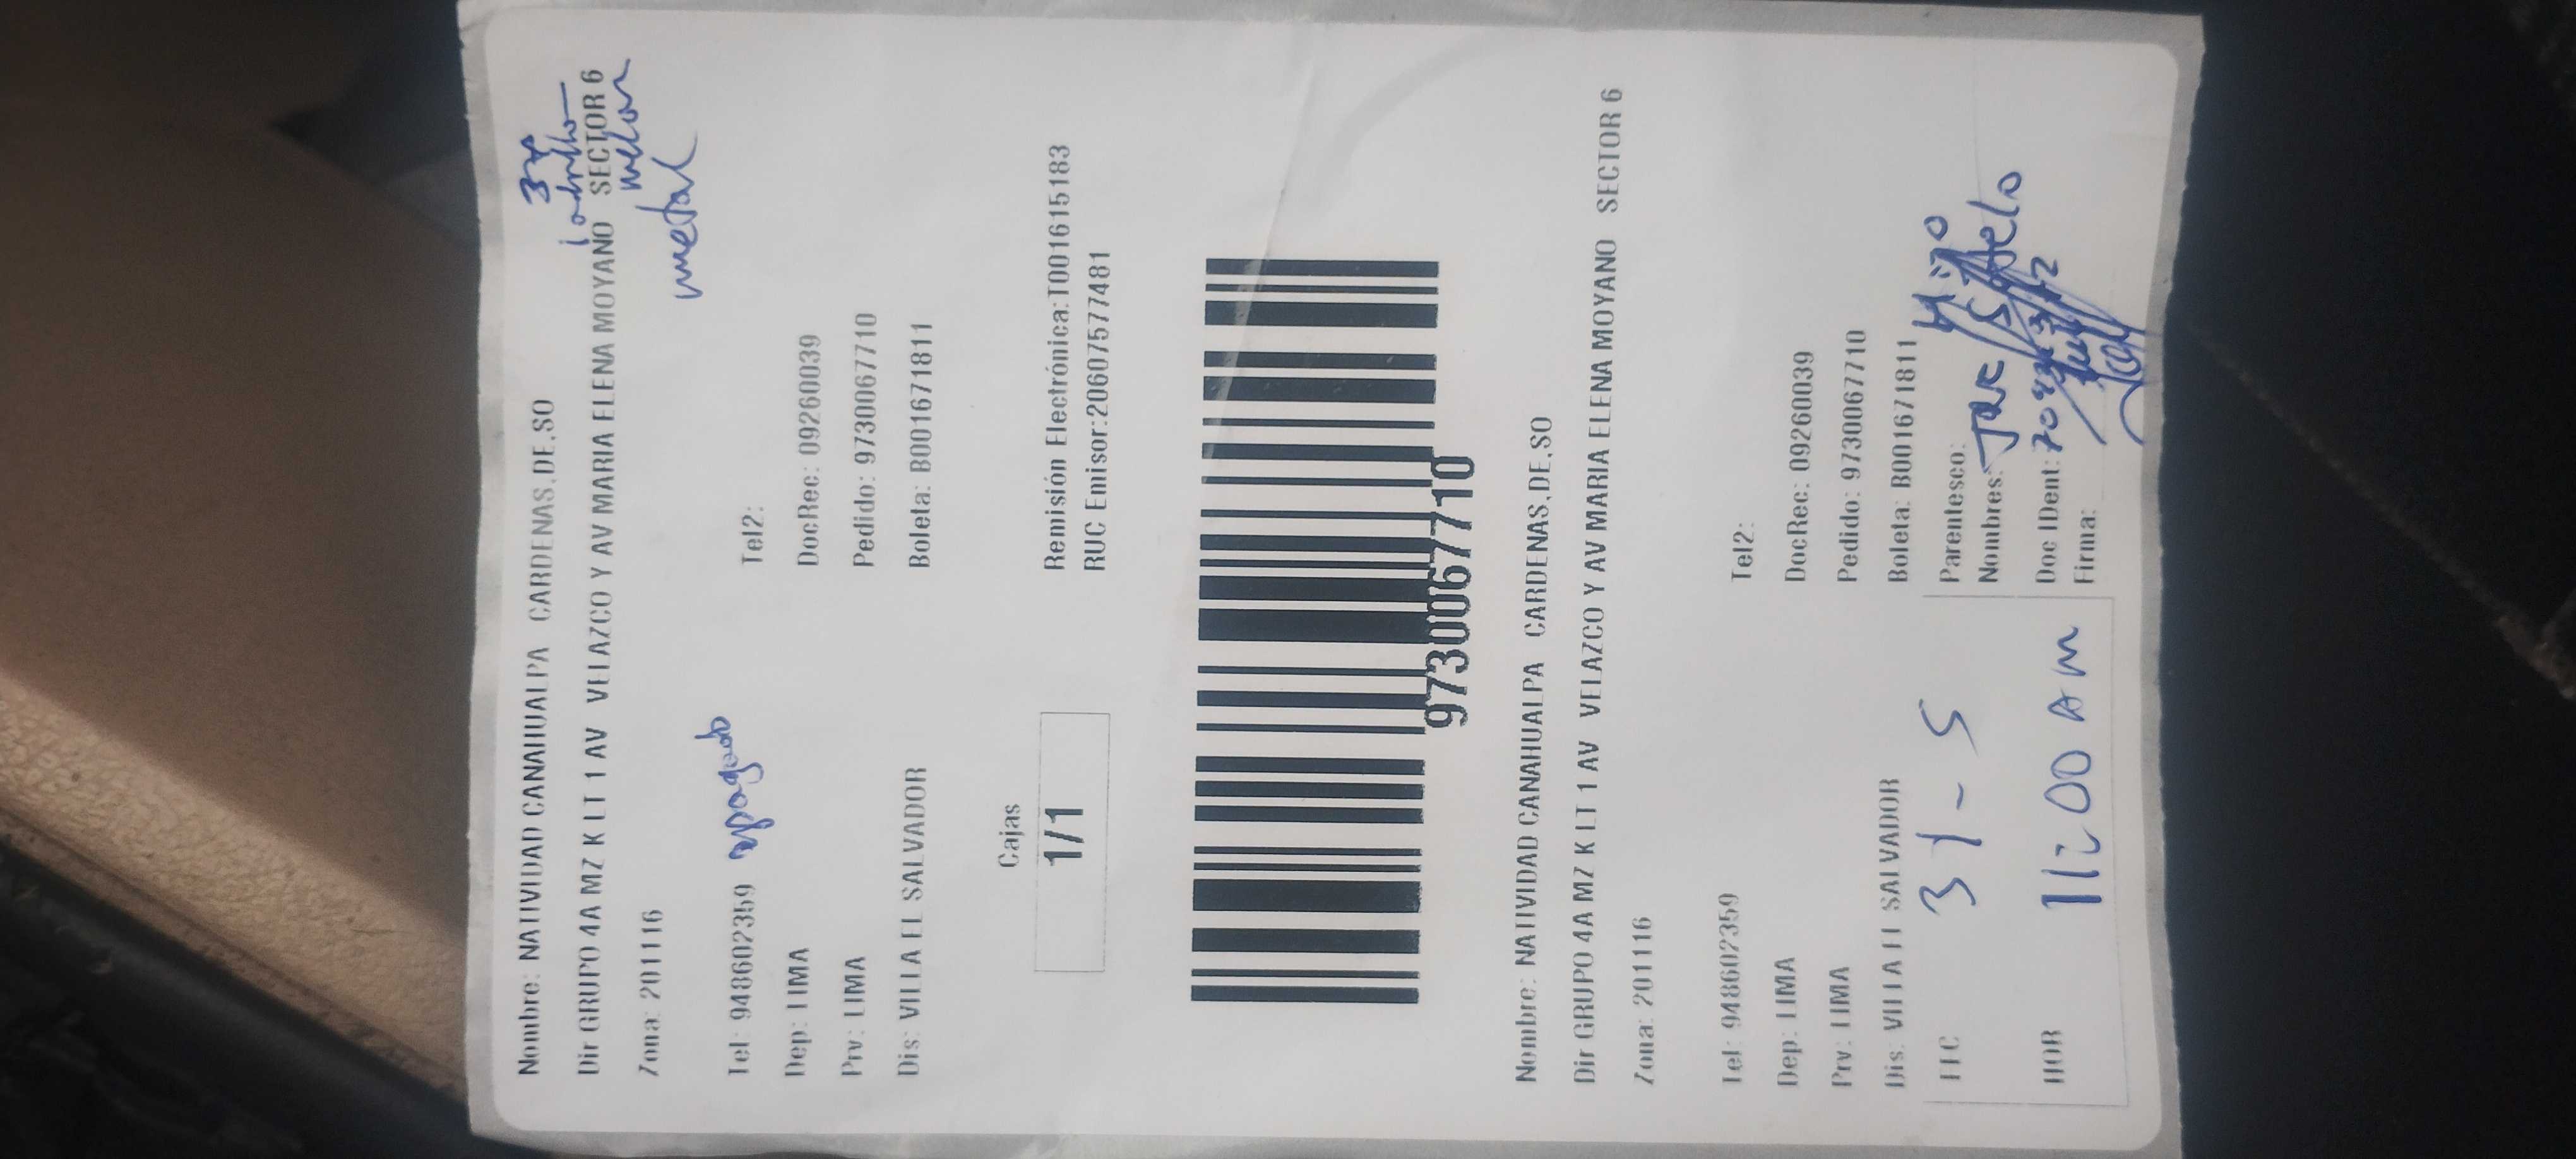 Nombre: NATIVIDAD CANAHUALPA CARDENAS.DE.SO
Dir GRUPO 4A MZ K LT 1 AV VELAZCO Y AV MARIA ELENA MOYANO SECTOR 6
metal
Zona: 201116
Tel: 948602359 apagado Tel2:
Dep: LIMA DocRec: 09260039
Prv: LIMA Pedido: 9730067710
Dis: VILLA EL SALVADOR Boleta: B001671811
Cajas
1/1
Remisión Electrónica:T001615183
RUC Emisor:20607577481
9730067710
Nombre: NATIVIDAD CANAHUALPA CARDENAS.DE.SO
Dir GRUPO 4A MZ K LT 1 AV VELAZCO Y AV MARIA ELENA MOYANO SECTOR 6
Zona: 201116
Tel: 948602359 Tel2:
Dep: LIMA DocRec: 09260039
Prv: LIMA Pedido: 9730067710
Dis: VILLA EL SALVADOR Boleta: B001671811
FEC 31-5
Parentesco: Hijo
Nombres:
HOR 11:00 AM
Doc IDent:
Firma: